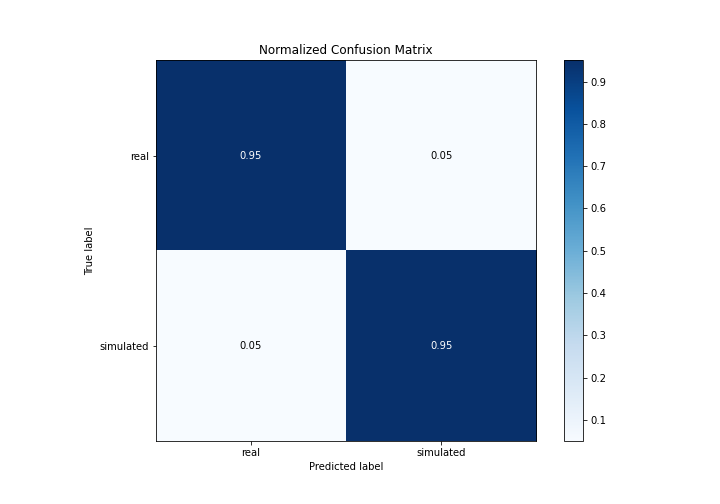 Normalized Confusion Matrix
real
0.95
0.05
simulated
0.05
0.95
real
simulated
Predicted label
True label
0.9
0.8
0.7
0.6
0.5
0.4
0.3
0.2
0.1